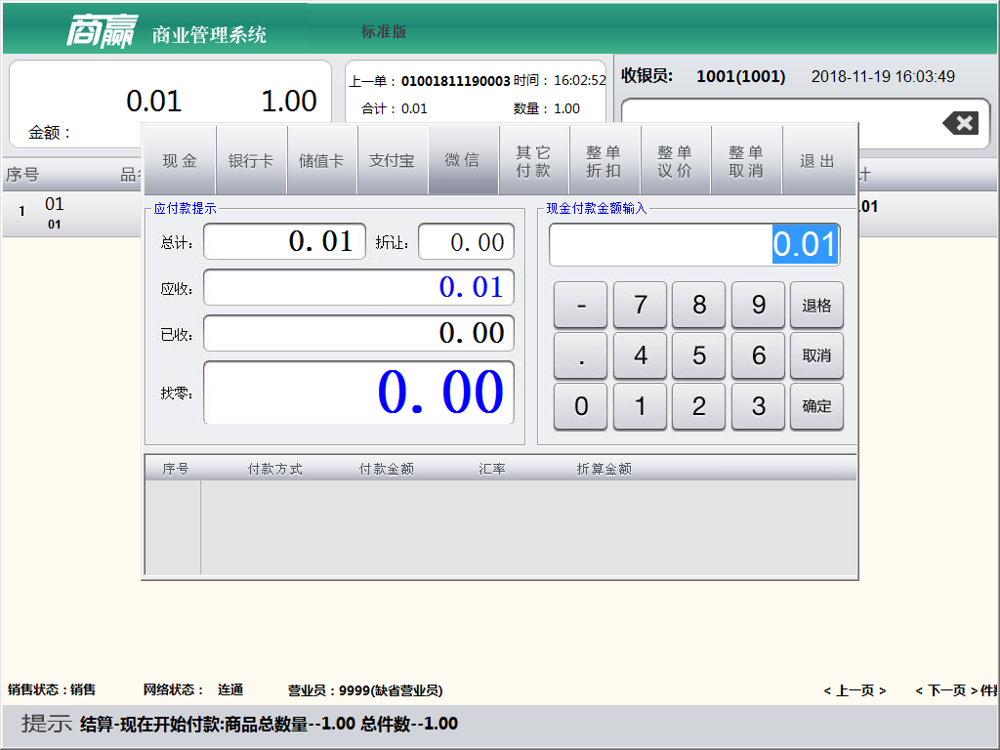 商赢 商业管理系统 标准版
0.01 1.00
金额：
上一单： 01001811190003 时间： 16:02:52
合计： 0.01 数量： 1.00
收银员: 1001(1001) 2018-11-19 16:03:49
序号 品 计
1 01 .01
01
现 金 银行卡 储值卡 支付宝 微 信 其 它 付 款 整 单 折 扣 整 单 议 价 整 单 取 消 退 出
应付款提示
总计: 0.01 折让: 0.00
应收: 0.01
已收: 0.00
找零: 0.00
现金付款金额输入
0.01
- 7 8 9 退格
. 4 5 6 取消
0 1 2 3 确定
序号 付款方式 付款金额 汇率 折算金额
销售状态：销售 网络状态： 连通 营业员：9999(缺省营业员) < 上一页 > < 下一页 > 件
提示 结算-现在开始付款:商品总数量--1.00 总件数--1.00